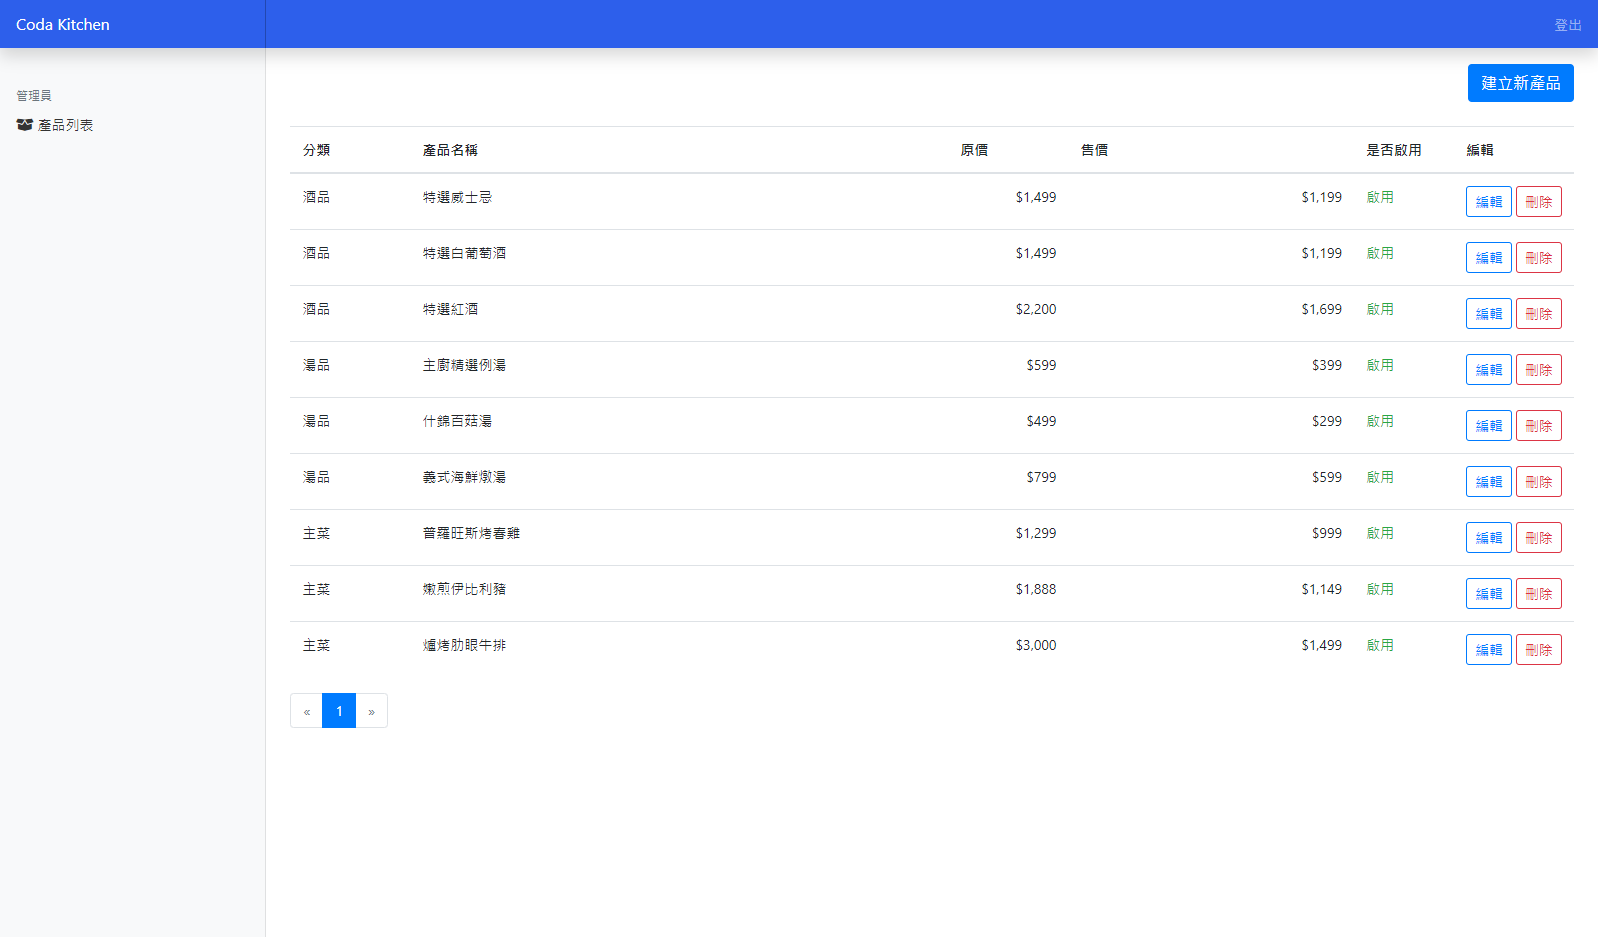 Coda Kitchen 登出
管理員
產品列表
建立新產品
分類 產品名稱 原價 售價 是否啟用 編輯
酒品 特選威士忌 $1,499 $1,199 啟用 編輯 刪除
酒品 特選白葡萄酒 $1,499 $1,199 啟用 編輯 刪除
酒品 特選紅酒 $2,200 $1,699 啟用 編輯 刪除
湯品 主廚精選例湯 $599 $399 啟用 編輯 刪除
湯品 什錦百菇湯 $499 $299 啟用 編輯 刪除
湯品 義式海鮮燉湯 $799 $599 啟用 編輯 刪除
主菜 普羅旺斯烤春雞 $1,299 $999 啟用 編輯 刪除
主菜 嫩煎伊比利豬 $1,888 $1,149 啟用 編輯 刪除
主菜 爐烤肋眼牛排 $3,000 $1,499 啟用 編輯 刪除
« 1 »